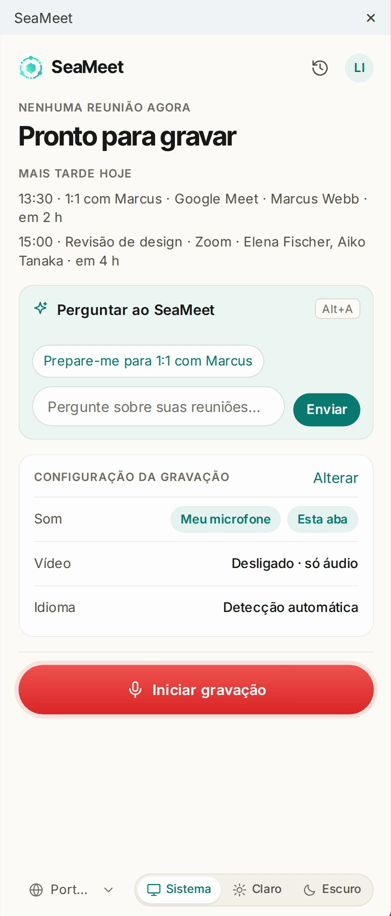 SeaMeet
SeaMeet
LI
NENHUMA REUNIÃO AGORA
Pronto para gravar
MAIS TARDE HOJE
13:30 · 1:1 com Marcus · Google Meet · Marcus Webb ·
em 2 h
15:00 · Revisão de design · Zoom · Elena Fischer, Aiko
Tanaka · em 4 h
Perguntar ao SeaMeet
Alt+A
Prepare-me para 1:1 com Marcus
Pergunte sobre suas reuniões...
Enviar
CONFIGURAÇÃO DA GRAVAÇÃO
Alterar
Som
Meu microfone
Esta aba
Vídeo
Desligado · só áudio
Idioma
Detecção automática
Iniciar gravação
Port...
Sistema
Claro
Escuro